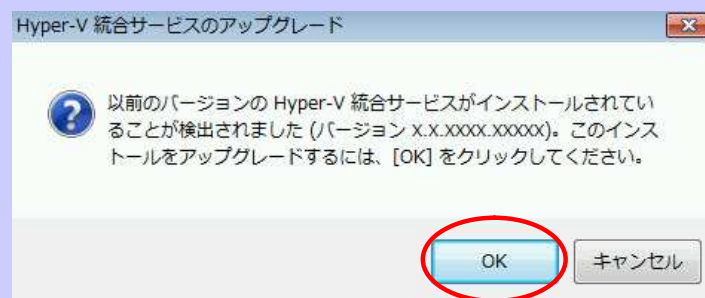 Hyper-V 統合サービスのアップグレード
以前のバージョンの Hyper-V 統合サービスがインストールされてい
ることが検出されました (バージョン X.X.XXXX.XXXXX)。このインス
トールをアップグレードするには、[OK] をクリックしてください。
OK
キャンセル